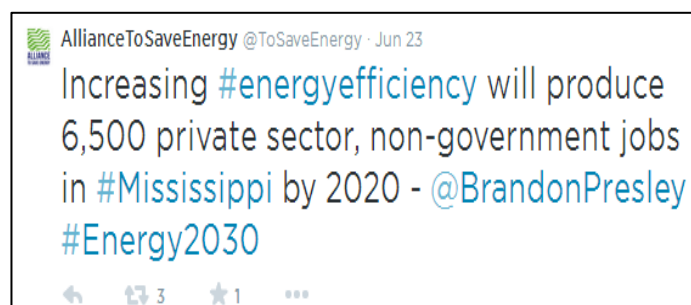 AllianceToSaveEnergy @ToSaveEnergy · Jun 23
Increasing #energyefficiency will produce
6,500 private sector, non-government jobs
in #Mississippi by 2020 - @BrandonPresley
#Energy2030
3 1